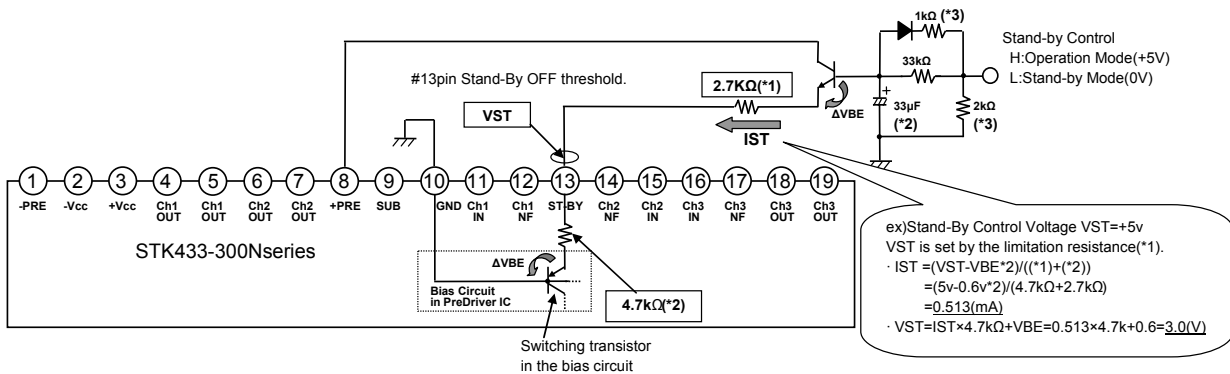 1kΩ (*3)
Stand-by Control
H:Operation Mode(+5V)
L:Stand-by Mode(0V)
33kΩ
#13pin Stand-By OFF threshold.
2.7KΩ(*1)
ΔVBE
33μF
(*2)
2kΩ
(*3)
VST
IST
1 2 3 4 5 6 7 8 9 10 11 12 13 14 15 16 17 18 19
-PRE -Vcc +Vcc Ch1 OUT Ch1 OUT Ch2 OUT Ch2 OUT +PRE SUB GND Ch1 IN Ch1 NF ST-BY Ch2 NF Ch2 IN Ch3 IN Ch3 NF Ch3 OUT Ch3 OUT
STK433-300Nseries
ΔVBE
Bias Circuit
in PreDriver IC
4.7kΩ(*2)
Switching transistor
in the bias circuit
ex)Stand-By Control Voltage VST=+5v
VST is set by the limitation resistance(*1).
· IST =(VST-VBE*2)/((*1)+(*2))
=(5v-0.6v*2)/(4.7kΩ+2.7kΩ)
=0.513(mA)
· VST=IST×4.7kΩ+VBE=0.513×4.7k+0.6=3.0(V)